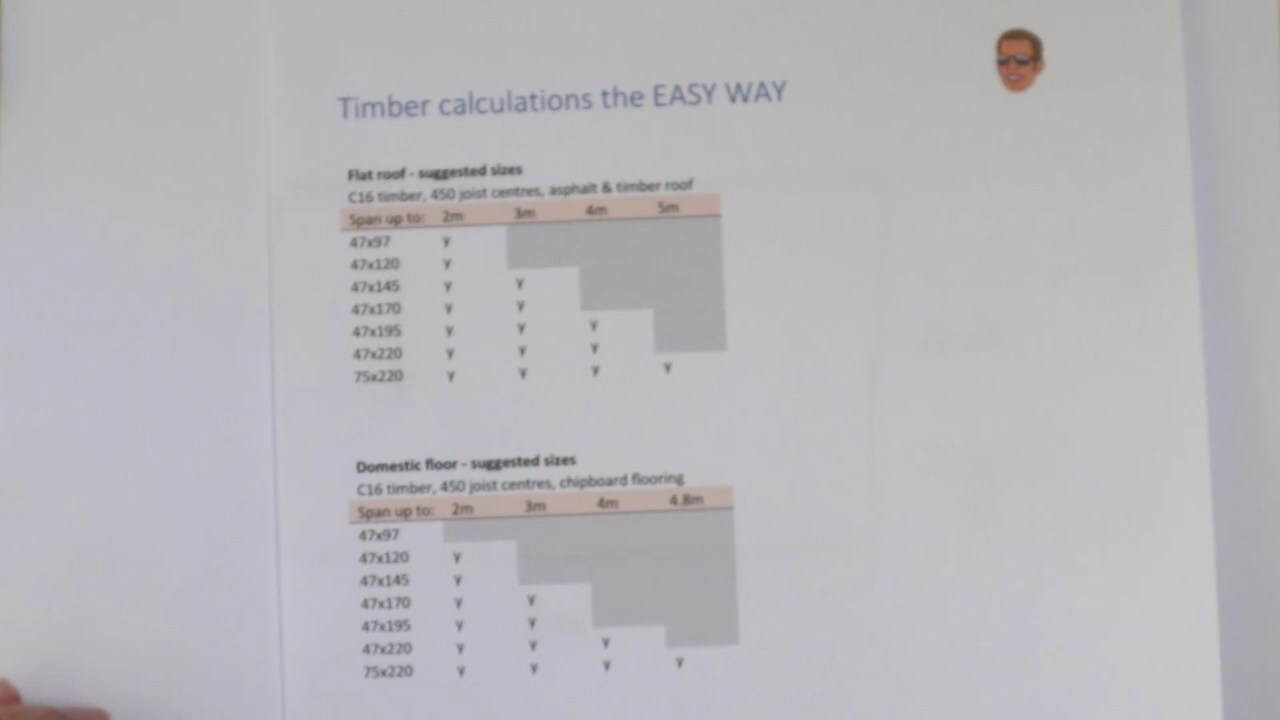 Timber calculations the EASY WAY
Flat roof - suggested sizes
C16 timber, 450 joist centres, asphalt & timber roof
Span up to: 2m 3m 4m 5m
47x97 y
47x120 y
47x145 y y
47x170 y y
47x195 y y y
47x220 y y y
75x220 y y y y
Domestic floor - suggested sizes
C16 timber, 450 joist centres, chipboard flooring
Span up to: 2m 3m 4m 4.8m
47x97
47x120 y
47x145 y
47x170 y y
47x195 y y
47x220 y y y
75x220 y y y y